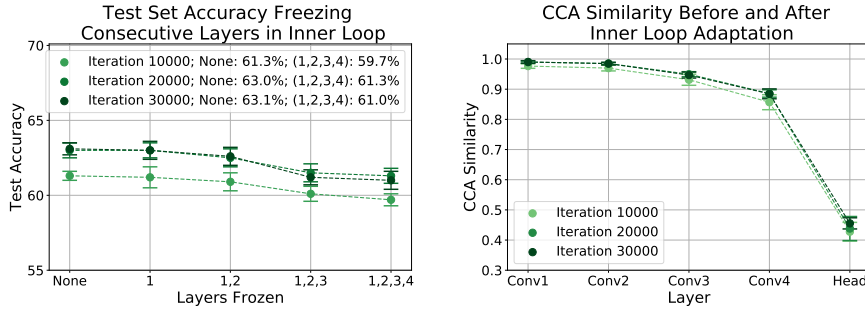 Test Set Accuracy Freezing
Consecutive Layers in Inner Loop
70
65
60
55
Test Accuracy
Iteration 10000; None: 61.3%; (1,2,3,4): 59.7%
Iteration 20000; None: 63.0%; (1,2,3,4): 61.3%
Iteration 30000; None: 63.1%; (1,2,3,4): 61.0%
None
1
1,2
1,2,3
1,2,3,4
Layers Frozen
CCA Similarity Before and After
Inner Loop Adaptation
1.0
0.9
0.8
0.7
0.6
0.5
0.4
0.3
CCA Similarity
Iteration 10000
Iteration 20000
Iteration 30000
Conv1
Conv2
Conv3
Conv4
Head
Layer